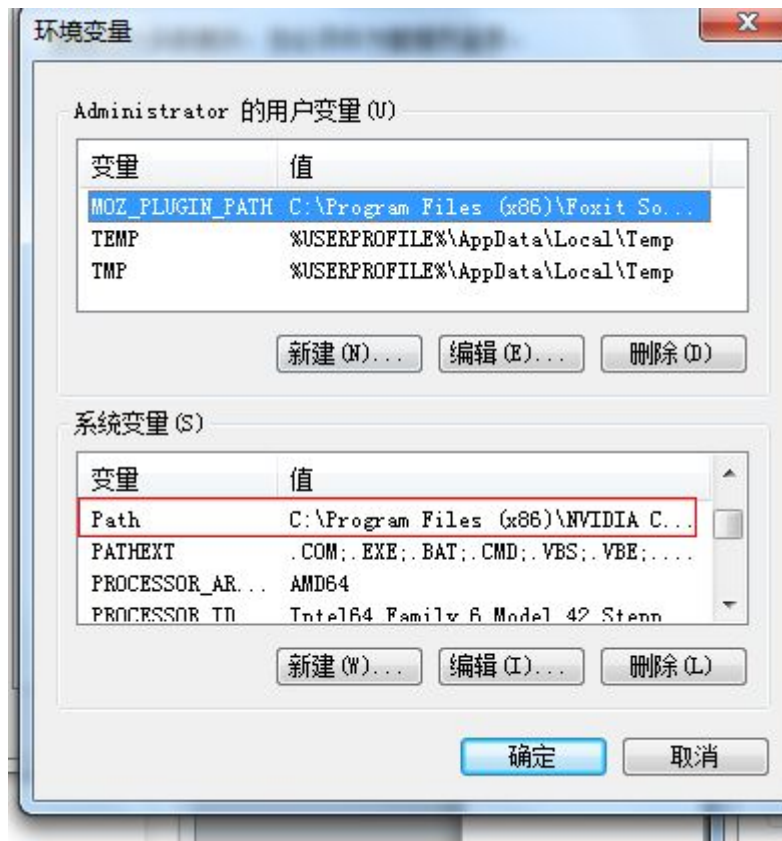 环境变量
Administrator 的用户变量(U)
变量 值
MOZ_PLUGIN_PATH C:\Program Files (x86)\Foxit So...
TEMP %USERPROFILE%\AppData\Local\Temp
TMP %USERPROFILE%\AppData\Local\Temp
新建(N)... 编辑(E)... 删除(D)
系统变量(S)
变量 值
Path C:\Program Files (x86)\NVIDIA C...
PATHEXT .COM;.EXE;.BAT;.CMD;.VBS;.VBE;....
PROCESSOR_AR... AMD64
PROCESSOR_ID Intel64 Family 6 Model 42 Stepp
新建(W)... 编辑(I)... 删除(L)
确定 取消